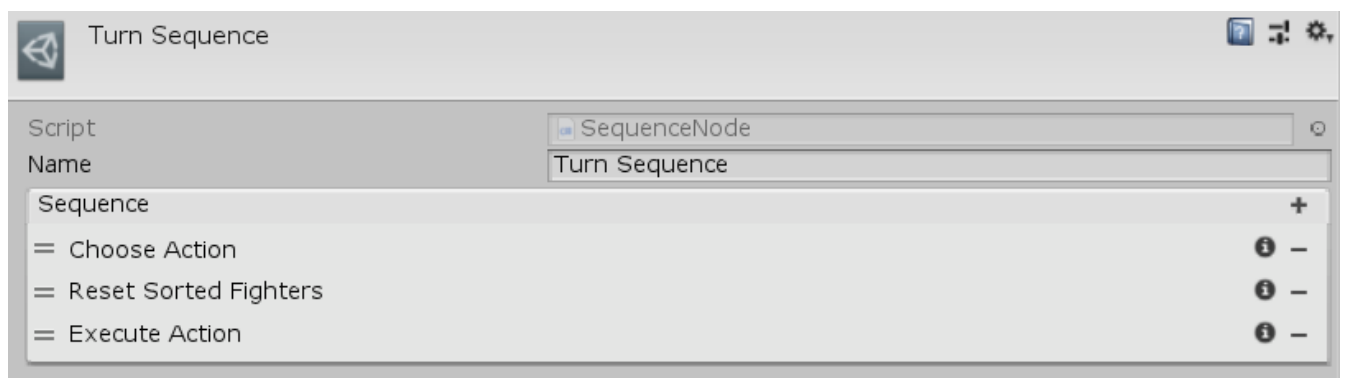 Turn Sequence
Script SequenceNode
Name Turn Sequence
Sequence
Choose Action
Reset Sorted Fighters
Execute Action